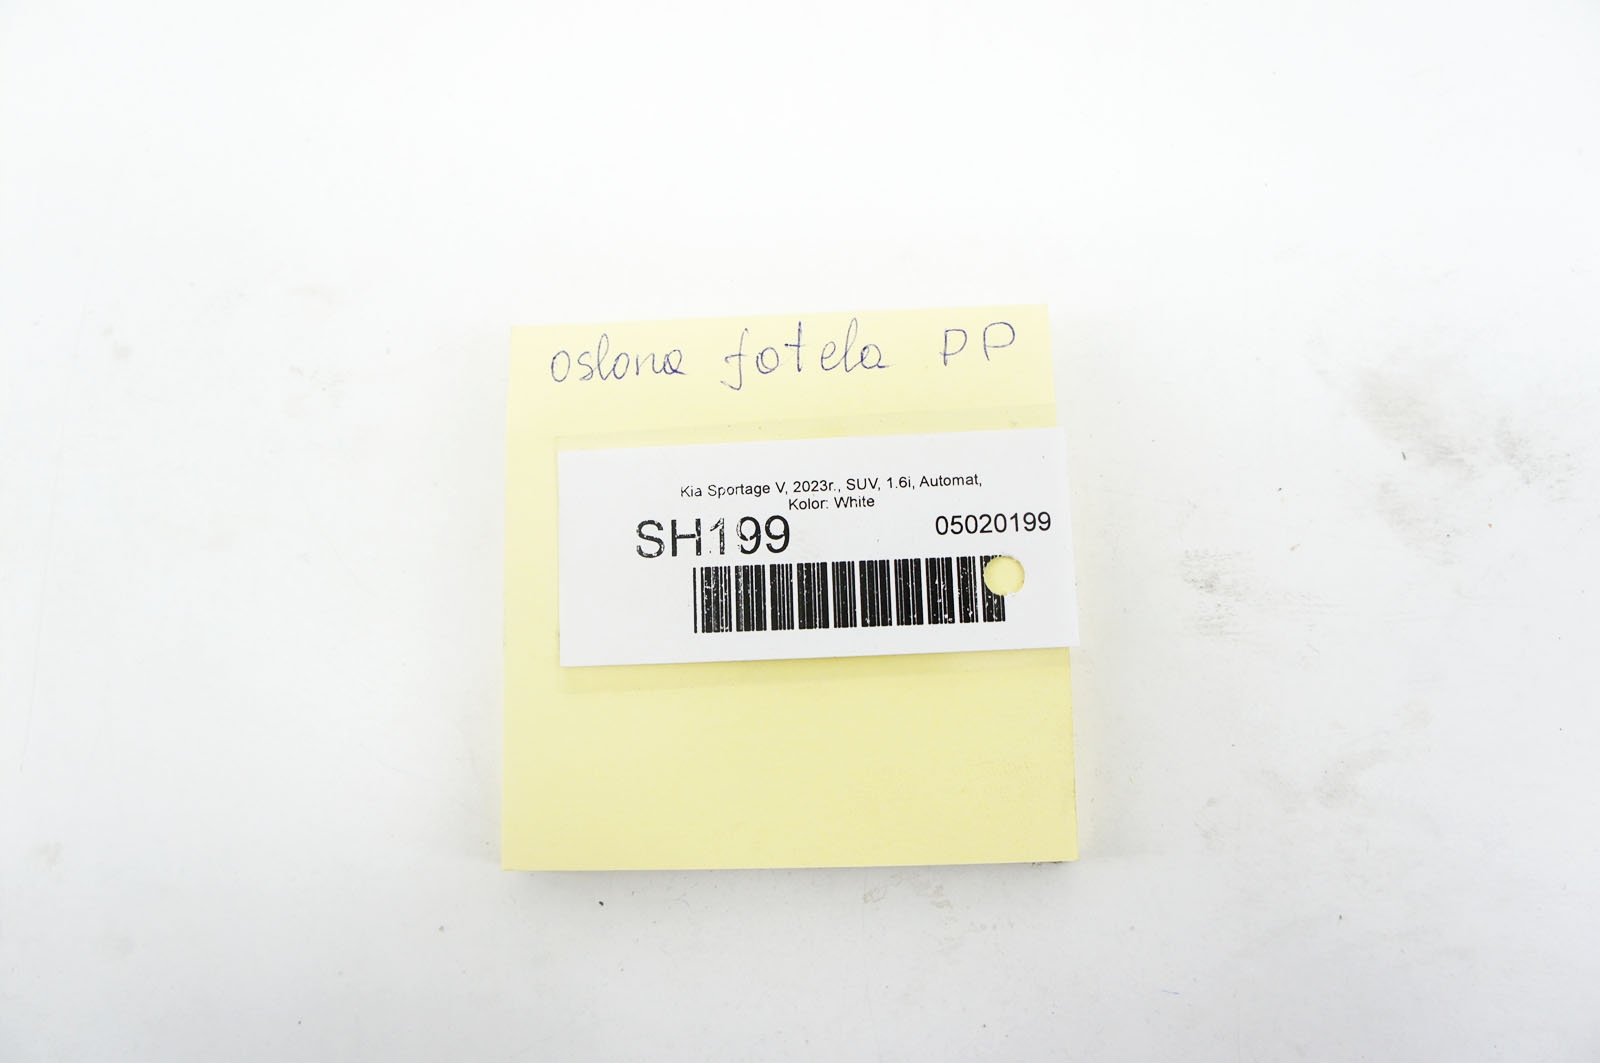 oslona fotela PP
Kia Sportage V, 2023r., SUV, 1.6i, Automat,
Kolor: White
SH199
05020199